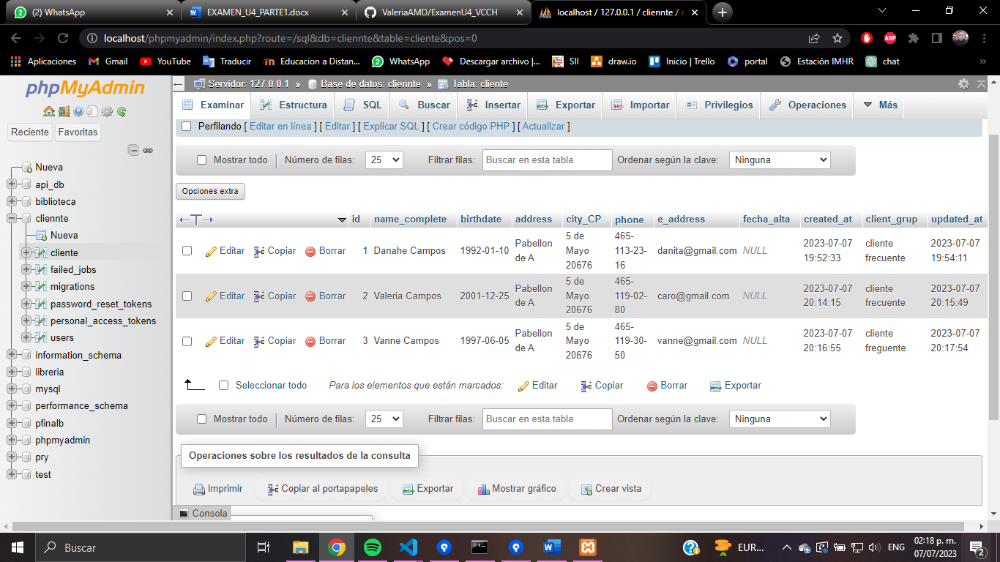 (2) WhatsApp
EXAMEN_U4_PARTE1.docx
ValeriaAMD/ExamenU4_VCCH
localhost / 127.0.0.1 / cliennte / c
localhost/phpmyadmin/index.php?route=/sql&db=cliennte&table=cliente&pos=0
Aplicaciones
Gmail
YouTube
Traducir
Educacion a Distan...
WhatsApp
Descargar archivo |...
SII
draw.io
Inicio | Trello
portal
Estación IMHR
chat
»
phpMyAdmin
Reciente
Favoritas
Nueva
api_db
biblioteca
cliennte
Nueva
cliente
failed_jobs
migrations
password_reset_tokens
personal_access_tokens
users
information_schema
libreria
mysql
performance_schema
pfinalb
phpmyadmin
pry
test
Servidor: 127.0.0.1 » Base de datos: cliennte » Tabla: cliente
Examinar
Estructura
SQL
Buscar
Insertar
Exportar
Importar
Privilegios
Operaciones
Más
Perfilando [ Editar en línea ] [ Editar ] [ Explicar SQL ] [ Crear código PHP ] [ Actualizar ]
Mostrar todo | Número de filas: 25 Filtrar filas: Buscar en esta tabla Ordenar según la clave: Ninguna
Opciones extra
←T→ id name_complete birthdate address city_CP phone e_address fecha_alta created_at client_grup updated_at
Editar Copiar Borrar 1 Danahe Campos 1992-01-10 Pabellon de A 5 de Mayo 20676 465-113-23-16 danita@gmail.com NULL 2023-07-07 19:52:33 cliente frecuente 2023-07-07 19:54:11
Editar Copiar Borrar 2 Valeria Campos 2001-12-25 Pabellon de A 5 de Mayo 20676 465-119-02-80 caro@gmail.com NULL 2023-07-07 20:14:15 cliente frecuente 2023-07-07 20:15:49
Editar Copiar Borrar 3 Vanne Campos 1997-06-05 Pabellon de A 5 de Mayo 20676 465-119-30-50 vanne@gmail.com NULL 2023-07-07 20:16:55 cliente freguente 2023-07-07 20:17:54
Seleccionar todo Para los elementos que están marcados: Editar Copiar Borrar Exportar
Mostrar todo | Número de filas: 25 Filtrar filas: Buscar en esta tabla Ordenar según la clave: Ninguna
Operaciones sobre los resultados de la consulta
Imprimir
Copiar al portapapeles
Exportar
Mostrar gráfico
Crear vista
Consola
Buscar
EUR...
ENG
02:18 p. m.
07/07/2023
2